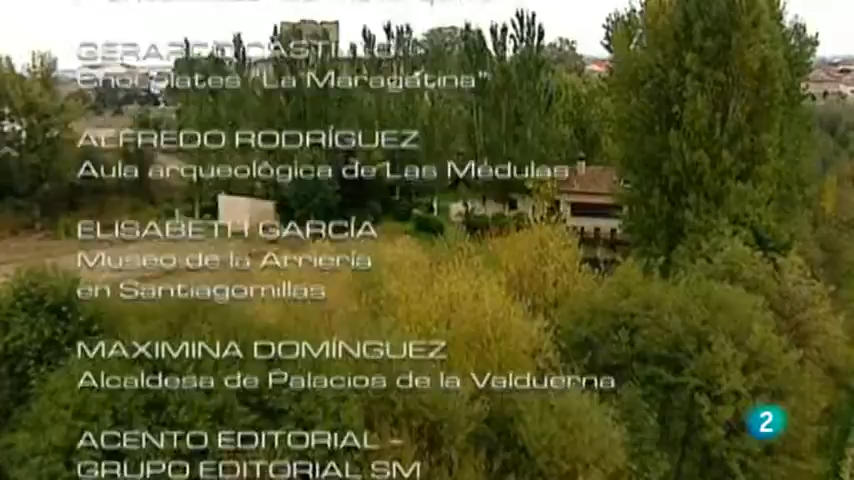 GERARDO CASTILLO
Chocolates "La Maragatina"
ALFREDO RODRÍGUEZ
Aula arqueológica de Las Médulas
ELISABETH GARCÍA
Museo de la Arriería
en Santiagomillas
MAXIMINA DOMÍNGUEZ
Alcaldesa de Palacios de la Valduerna
ACENTO EDITORIAL -
GRUPO EDITORIAL SM
2